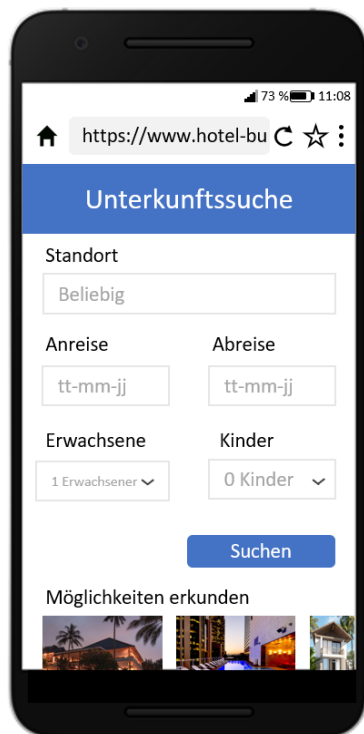 73 % 11:08
https://www.hotel-bu
Unterkunftssuche
Standort
Beliebig
Anreise Abreise
tt-mm-jj tt-mm-jj
Erwachsene Kinder
1 Erwachsener 0 Kinder
Suchen
Möglichkeiten erkunden